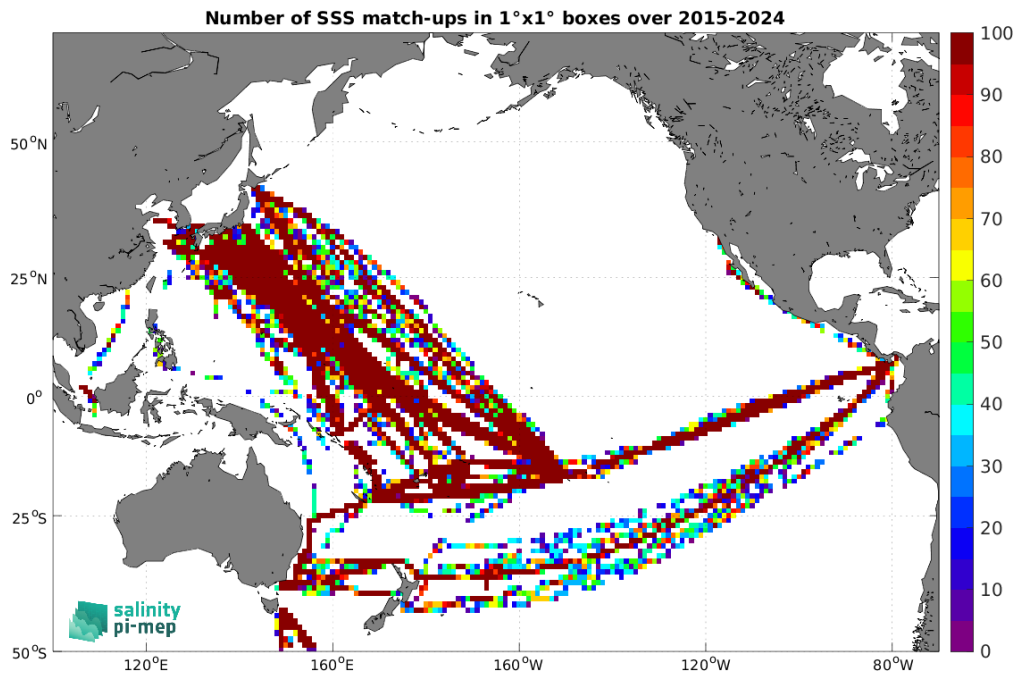 Number of SSS match-ups in 1°x1° boxes over 2015-2024
50°N
25°N
0°
25°S
50°S
120°E
160°E
160°W
120°W
80°W
100
90
80
70
60
50
40
30
20
10
0
salinity
pi-mep